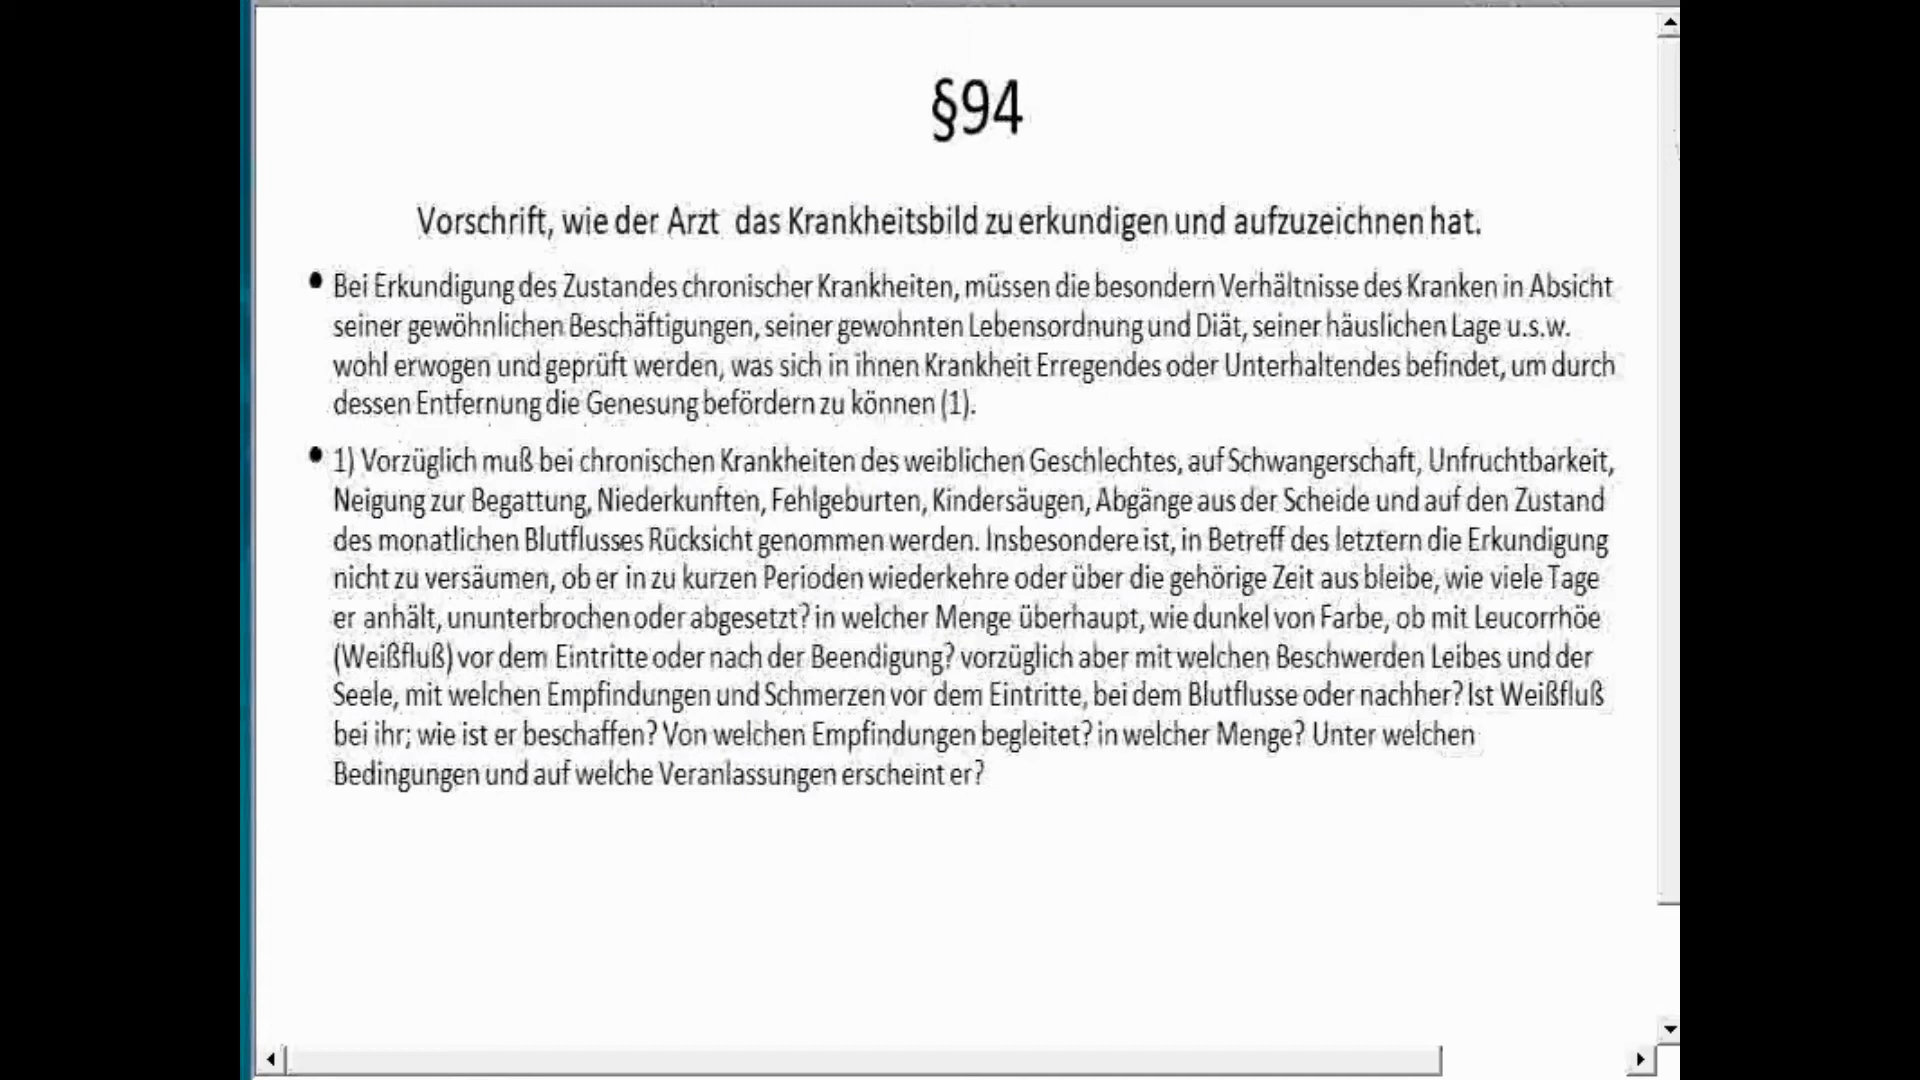 §94
Vorschrift, wie der Arzt das Krankheitsbild zu erkundigen und aufzuzeichnen hat.
• Bei Erkundigung des Zustandes chronischer Krankheiten, müssen die besondern Verhältnisse des Kranken in Absicht
seiner gewöhnlichen Beschäftigungen, seiner gewohnten Lebensordnung und Diät, seiner häuslichen Lage u.s.w.
wohl erwogen und geprüft werden, was sich in ihnen Krankheit Erregendes oder Unterhaltendes befindet, um durch
dessen Entfernung die Genesung befördern zu können (1).
• 1) Vorzüglich muß bei chronischen Krankheiten des weiblichen Geschlechtes, auf Schwangerschaft, Unfruchtbarkeit,
Neigung zur Begattung, Niederkunften, Fehlgeburten, Kindersäugen, Abgänge aus der Scheide und auf den Zustand
des monatlichen Blutflusses Rücksicht genommen werden. Insbesondere ist, in Betreff des letztern die Erkundigung
nicht zu versäumen, ob er in zu kurzen Perioden wiederkehre oder über die gehörige Zeit aus bleibe, wie viele Tage
er anhält, ununterbrochen oder abgesetzt? in welcher Menge überhaupt, wie dunkel von Farbe, ob mit Leucorrhöe
(Weißfluß) vor dem Eintritte oder nach der Beendigung? vorzüglich aber mit welchen Beschwerden Leibes und der
Seele, mit welchen Empfindungen und Schmerzen vor dem Eintritte, bei dem Blutflusse oder nachher? Ist Weißfluß
bei ihr; wie ist er beschaffen? Von welchen Empfindungen begleitet? in welcher Menge? Unter welchen
Bedingungen und auf welche Veranlassungen erscheint er?